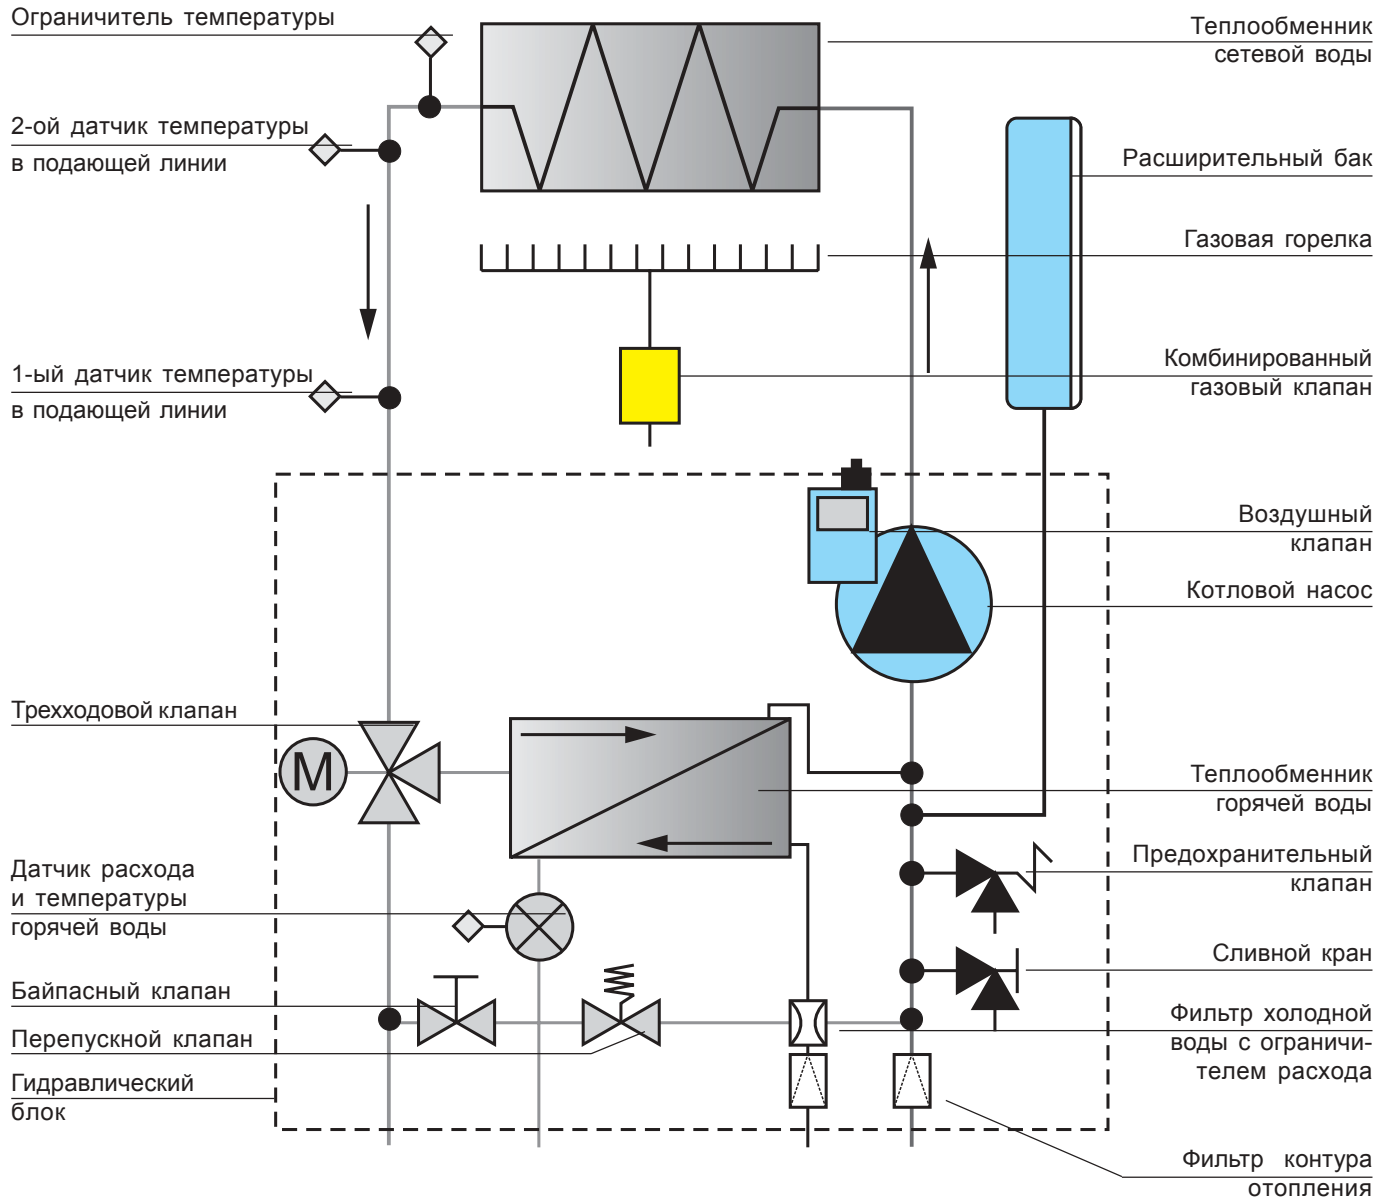 Ограничитель температуры
2-ой датчик температуры
в подающей линии
1-ый датчик температуры
в подающей линии
Трехходовой клапан
M
Датчик расхода
и температуры
горячей воды
Байпасный клапан
Перепускной клапан
Гидравлический
блок
Теплообменник
сетевой воды
Расширительный бак
Газовая горелка
Комбинированный
газовый клапан
Воздушный
клапан
Котловой насос
Теплообменник
горячей воды
Предохранительный
клапан
Сливной кран
Фильтр холодной
воды с ограничи-
телем расхода
Фильтр контура
отопления